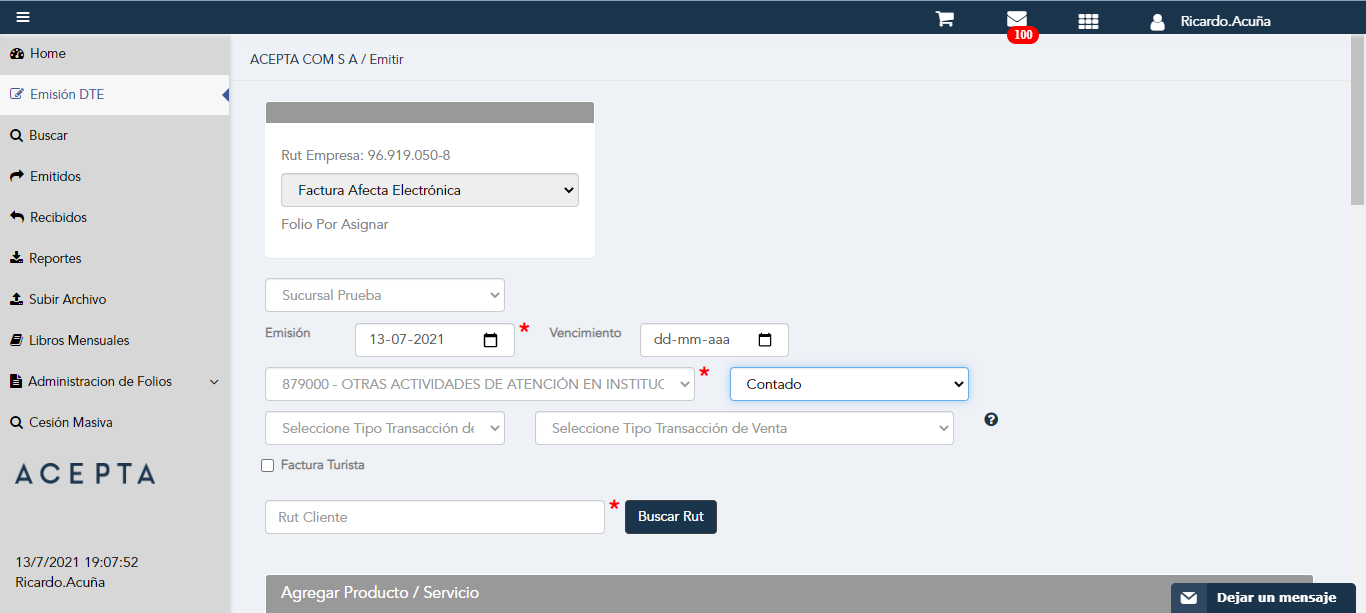 Ricardo.Acuña
100
Home
Emisión DTE
Buscar
Emitidos
Recibidos
Reportes
Subir Archivo
Libros Mensuales
Administracion de Folios
Cesión Masiva
ACEPTA
13/7/2021 19:07:52
Ricardo.Acuña
ACEPTA COM S A / Emitir
Rut Empresa: 96.919.050-8
Factura Afecta Electrónica
Folio Por Asignar
Sucursal Prueba
Emisión 13-07-2021 * Vencimiento dd-mm-aaa
879000 - OTRAS ACTIVIDADES DE ATENCIÓN EN INSTITUC * Contado
Seleccione Tipo Transacción de Seleccione Tipo Transacción de Venta ?
Factura Turista
Rut Cliente * Buscar Rut
Agregar Producto / Servicio
Dejar un mensaje